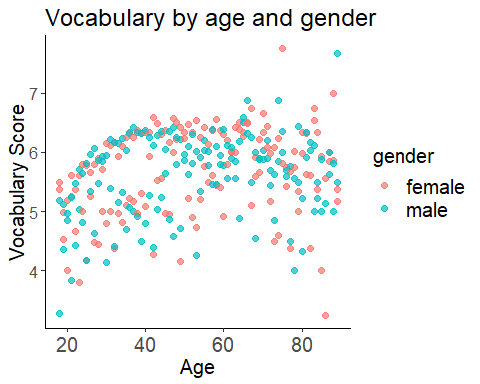 Vocabulary by age and gender
Vocabulary Score
7
6
5
4
20 40 60 80
Age
gender
female
male